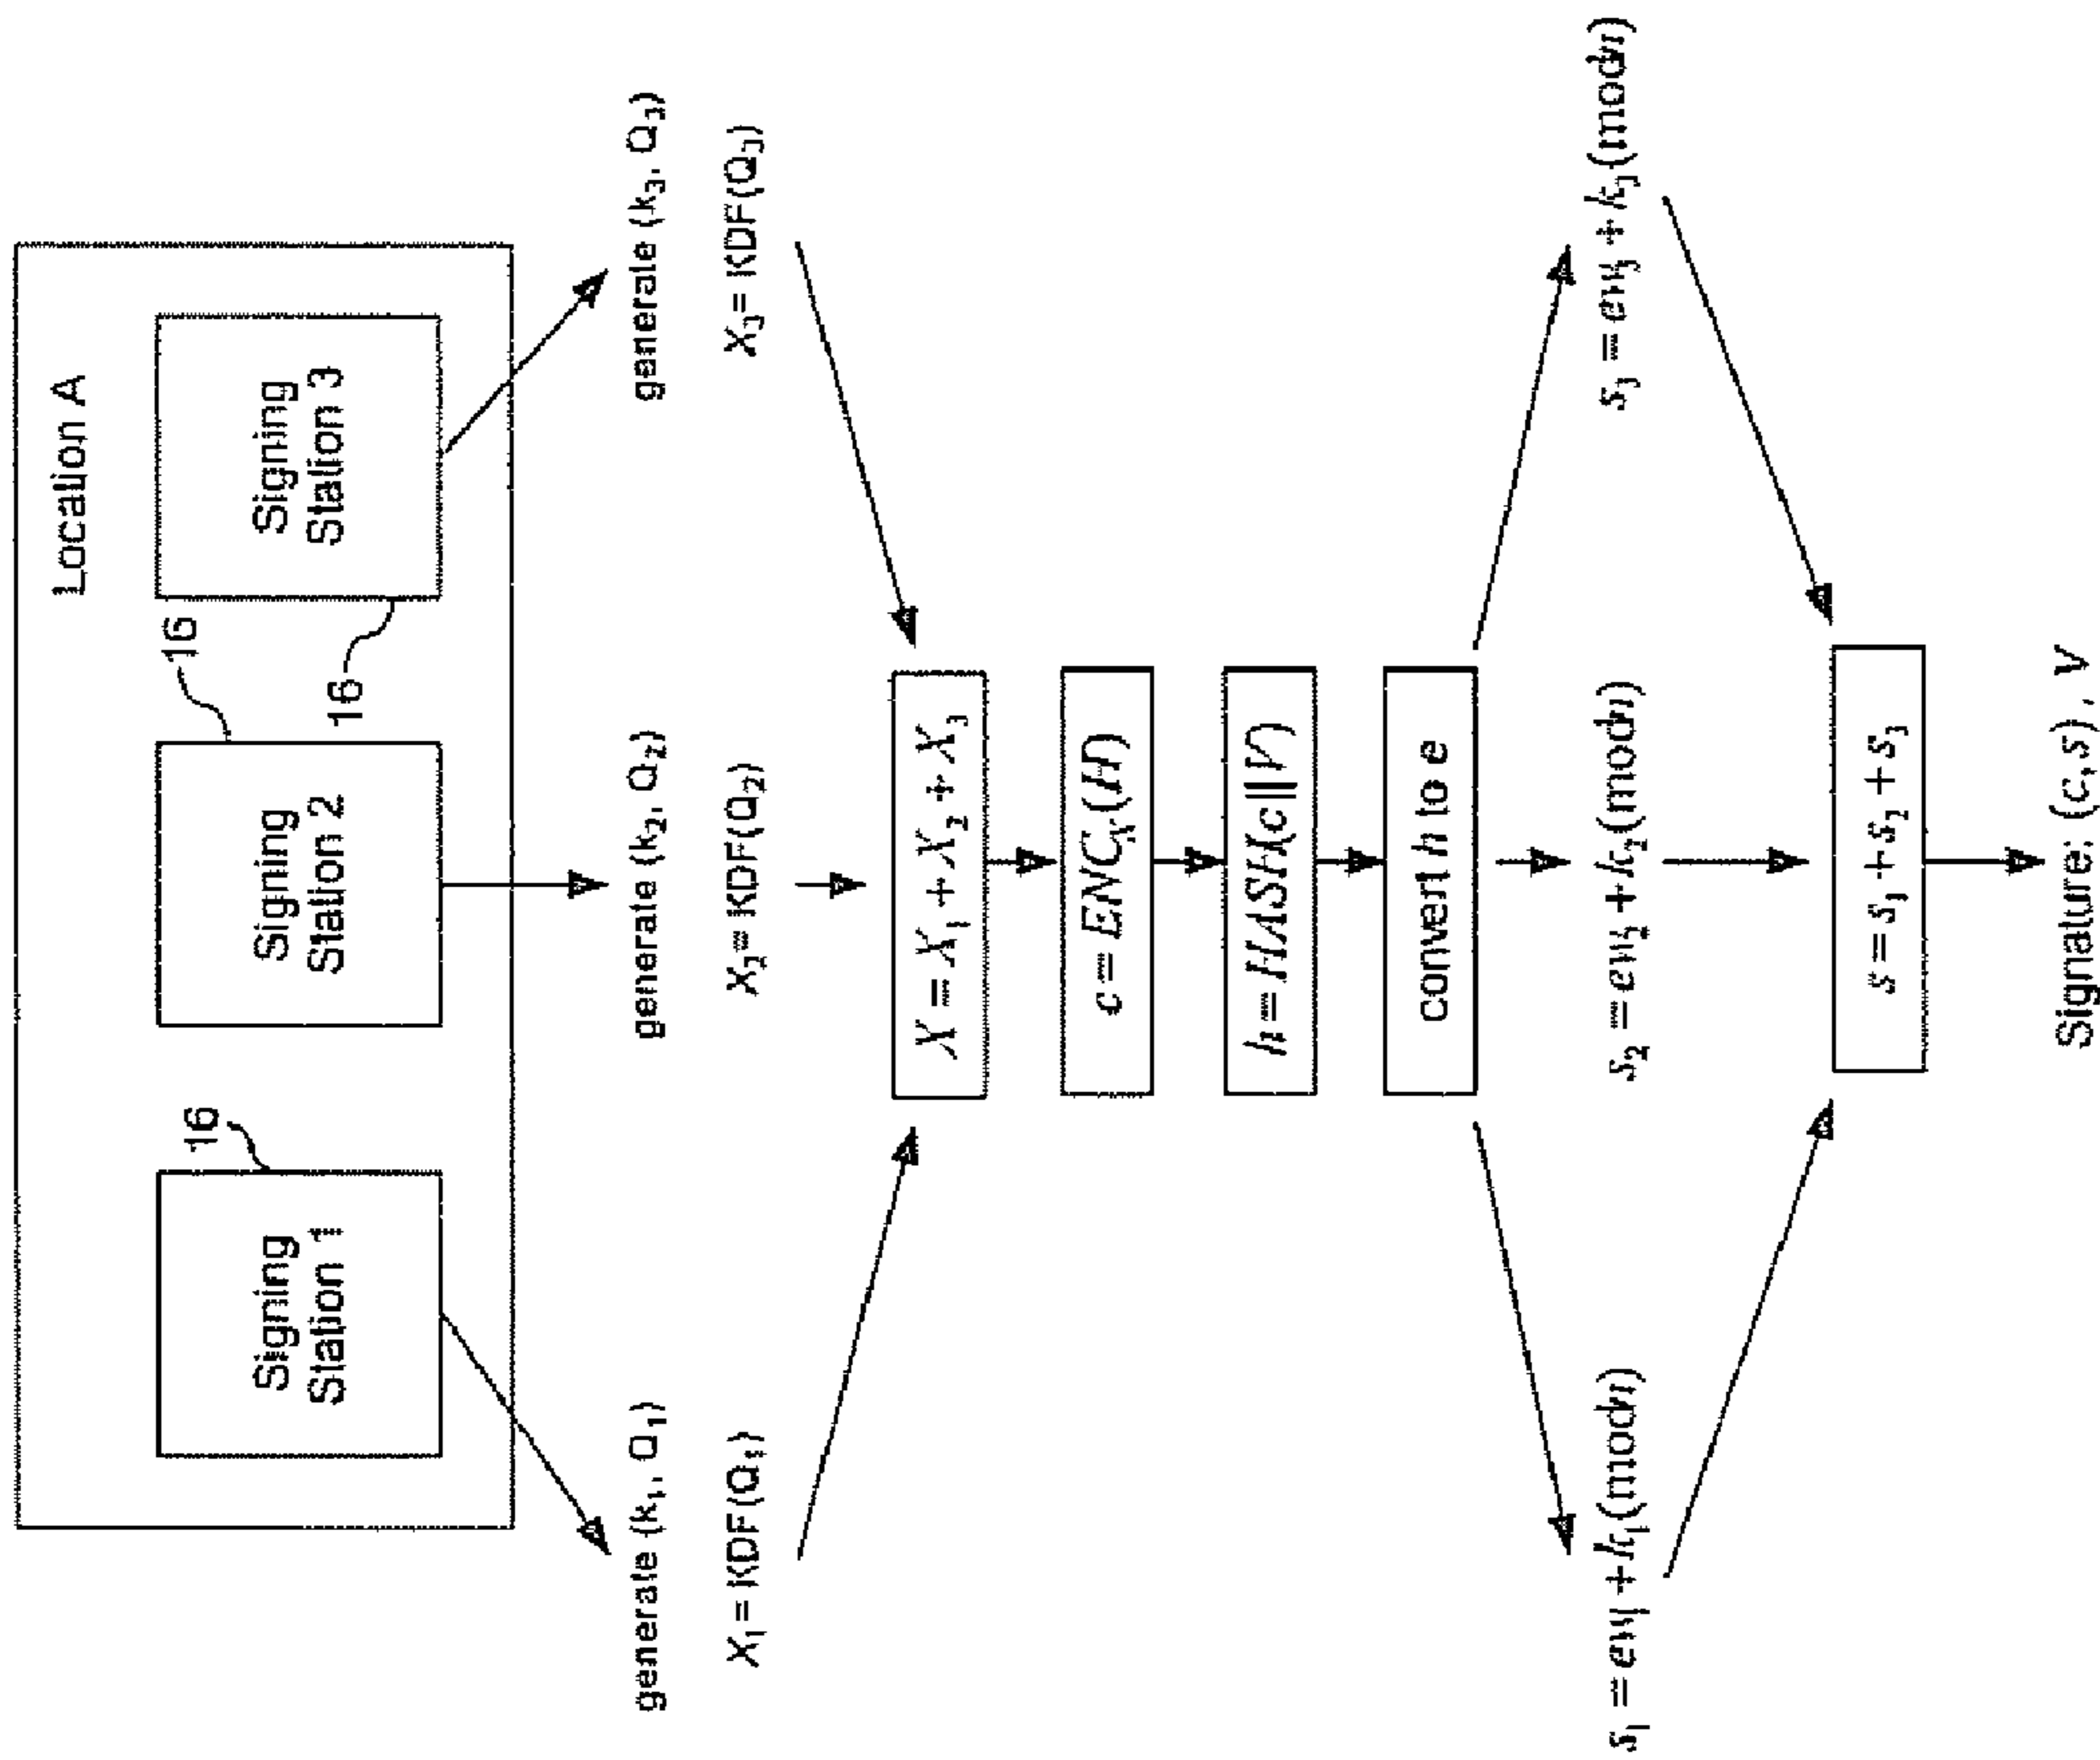 Location A
Signing
Station 1
Signing
Station 2
Signing
Station 3
16
16
16
generate (k₁, Q₁)
generate (k₂, Q₂)
generate (k₃, Q₃)
X₁ = KDF(Q₁)
X₂ = KDF(Q₂)
X₃ = KDF(Q₃)
X = X₁ + X₂ + X₃
c = ENC_X(H)
h = HASH(c || V)
convert h to e
s₁ = ew₁ + k₁(mod n)
s₂ = ew₂ + k₂(mod n)
s₃ = ew₃ + k₃(mod n)
s = s₁ + s₂ + s₃
Signature: (c,s), V